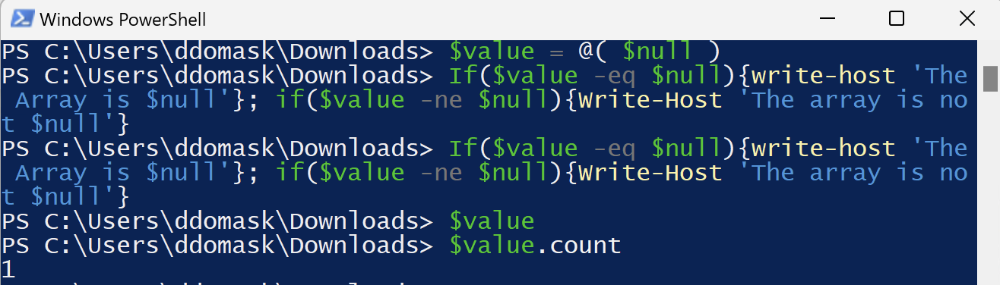 Windows PowerShell
PS C:\Users\ddomask\Downloads> $value = @( $null )
PS C:\Users\ddomask\Downloads> If($value -eq $null){write-host 'The
 Array is $null'}; if($value -ne $null){Write-Host 'The array is no
t $null'}
PS C:\Users\ddomask\Downloads> If($value -eq $null){write-host 'The
 Array is $null'}; if($value -ne $null){Write-Host 'The array is no
t $null'}
PS C:\Users\ddomask\Downloads> $value
PS C:\Users\ddomask\Downloads> $value.count
1